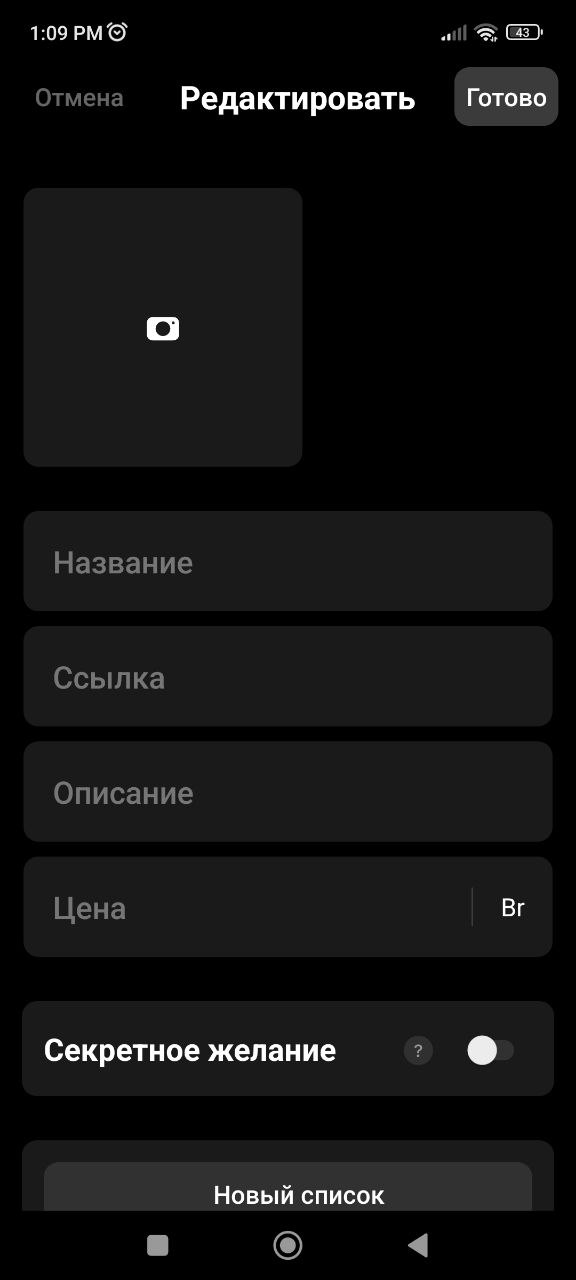 1:09 PM 43
Отмена Редактировать Готово
Название
Ссылка
Описание
Цена Br
Секретное желание ?
Новый список